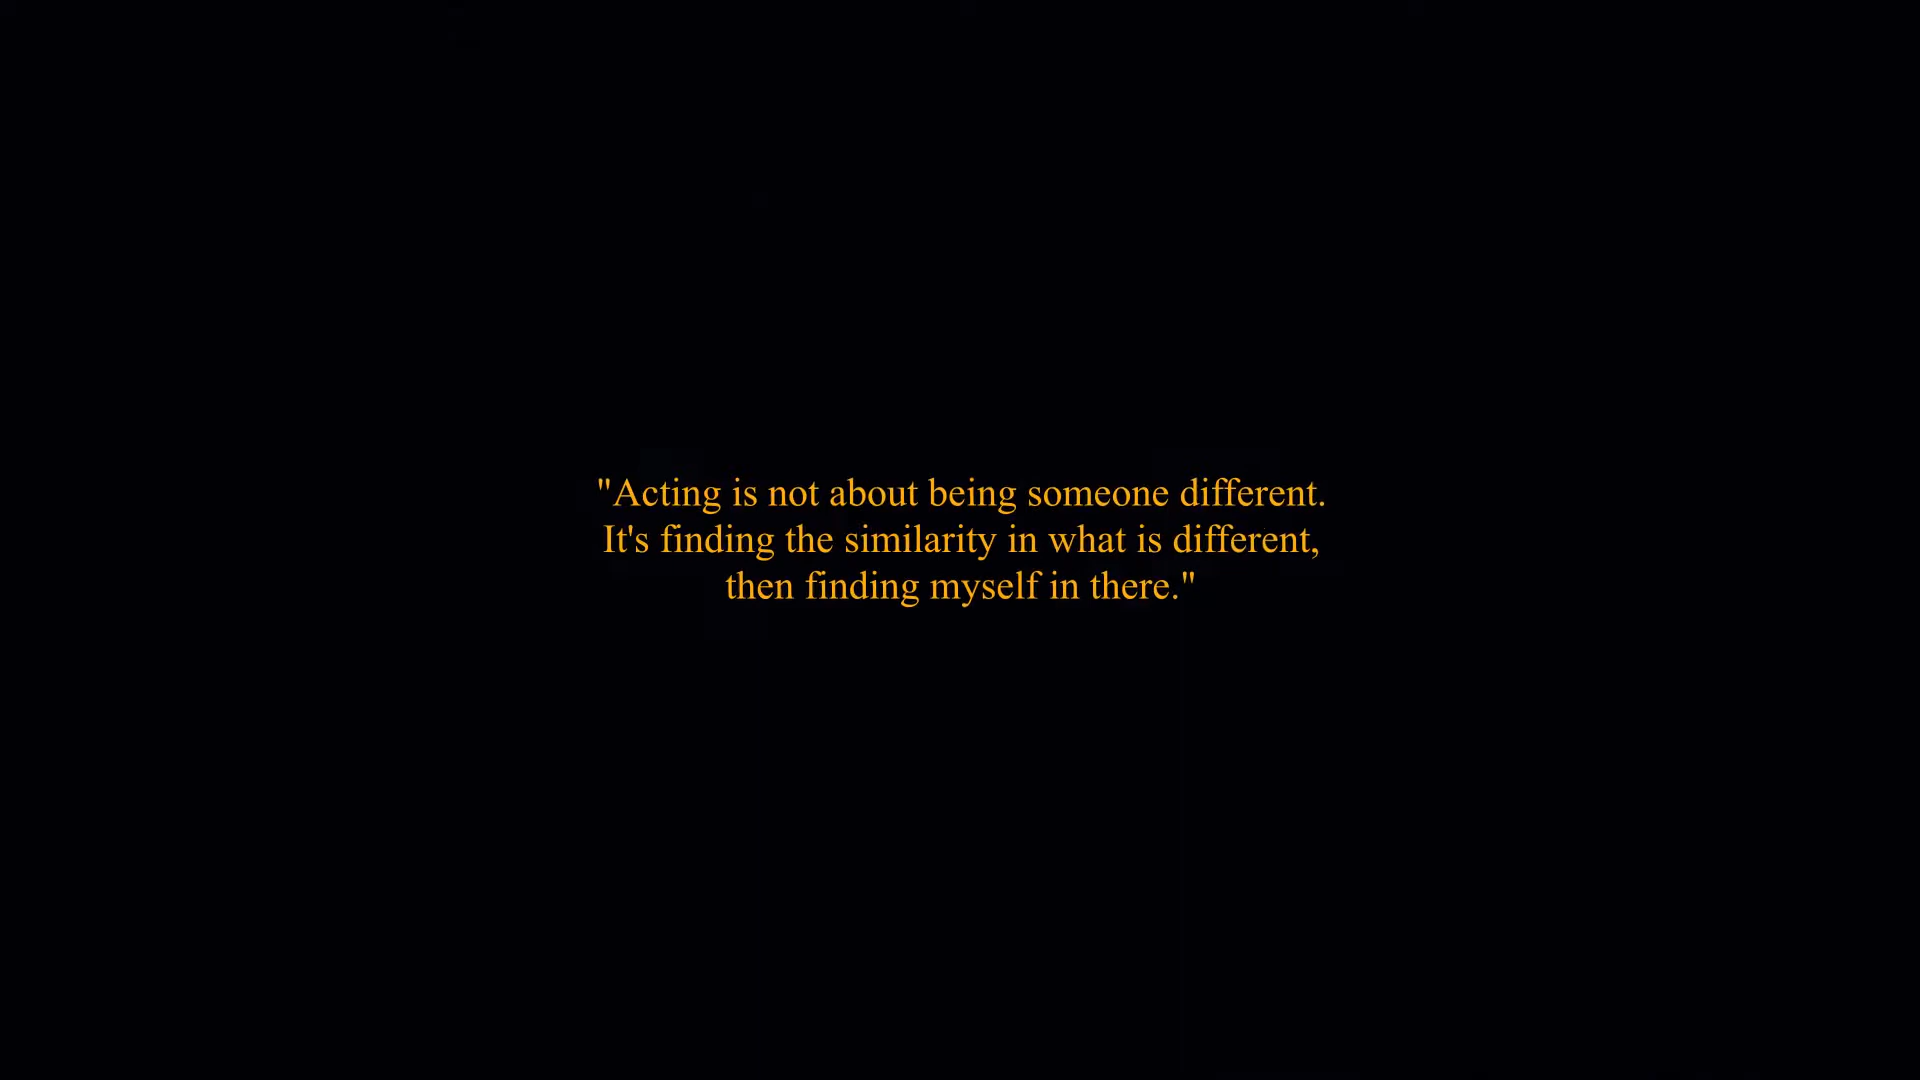 "Acting is not about being someone different.
It's finding the similarity in what is different,
then finding myself in there."